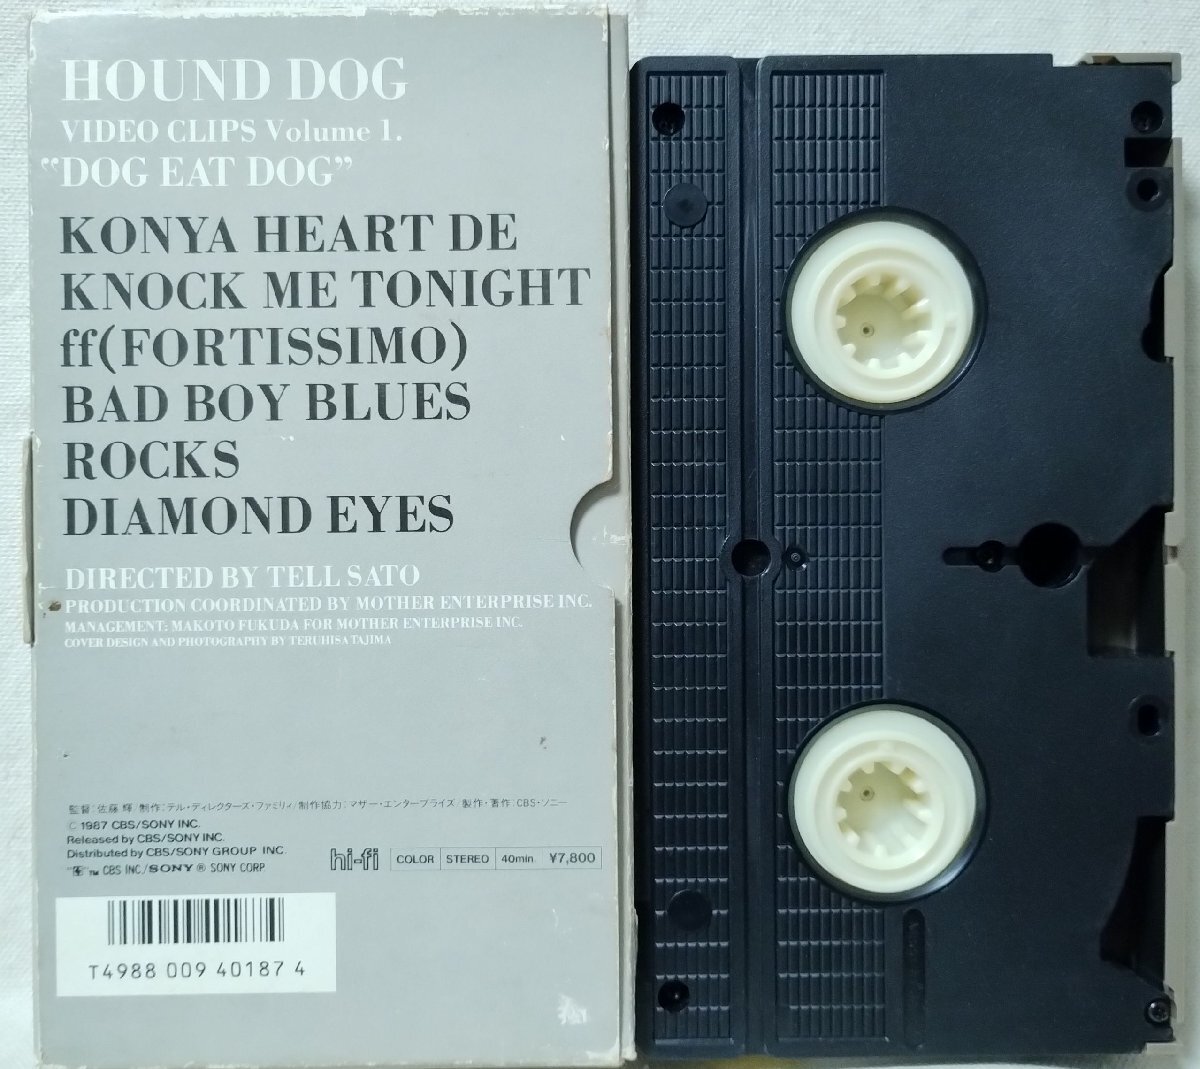 HOUND DOG
VIDEO CLIPS Volume 1.
“DOG EAT DOG”
KONYA HEART DE
KNOCK ME TONIGHT
ff(FORTISSIMO)
BAD BOY BLUES
ROCKS
DIAMOND EYES
DIRECTED BY TELL SATO
PRODUCTION COORDINATED BY MOTHER ENTERPRISE INC.
MANAGEMENT: MAKOTO FUKUDA FOR MOTHER ENTERPRISE INC.
COVER DESIGN AND PHOTOGRAPHY BY TERUHISA TAJIMA
監督:佐藤 輝/制作:テル・ディレクターズ・ファミリィ/制作協力:マザー・エンタープライズ/製作・著作:CBS・ソニー
© 1987 CBS/SONY INC.
Released by CBS/SONY INC.
Distributed by CBS/SONY GROUP INC.
TM CBS INC./SONY ® SONY CORP
hi-fi COLOR STEREO 40min ¥7,800
T4988 009 40187 4